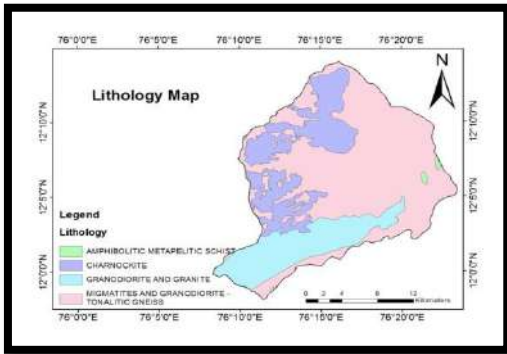 76°0'0"E 76°5'0"E 76°10'0"E 76°15'0"E 76°20'0"E
N
Lithology Map
12°10'0"N 12°10'0"N
12°5'0"N 12°5'0"N
Legend
Lithology
AMPHIBOLITIC METAPELITIC SCHIST
CHARNOCKITE
12°0'0"N 12°0'0"N
GRANODIORITE AND GRANITE
MIGMATITES AND GRANODIORITE -
TONALITIC GNEISS
0 2 4 8 12
Kilometers
76°0'0"E 76°5'0"E 76°10'0"E 76°15'0"E 76°20'0"E